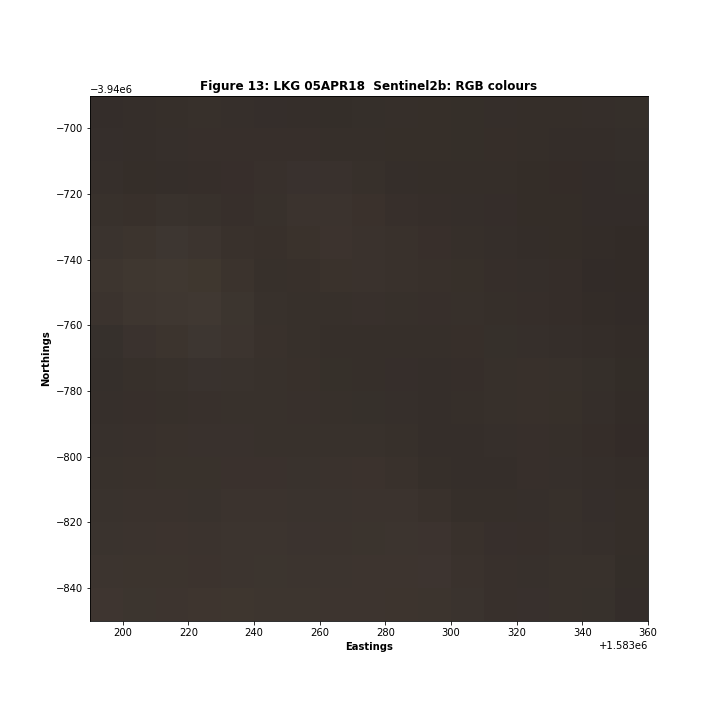 Figure 13: LKG 05APR18  Sentinel2b: RGB colours
−3.94e6
−700
−720
−740
−760
−780
−800
−820
−840
Northings
200 220 240 260 280 300 320 340 360
+1.583e6
Eastings